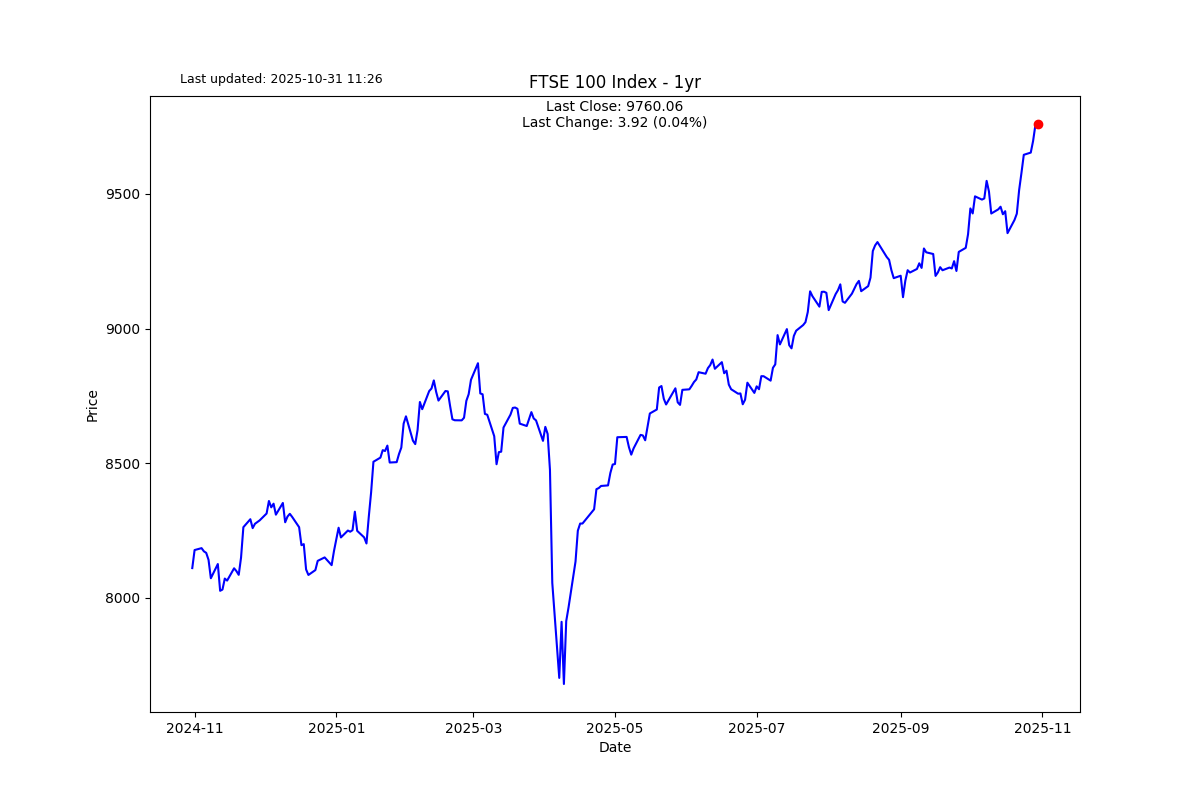 Last updated: 2025-10-31 11:26
FTSE 100 Index - 1yr
Last Close: 9760.06
Last Change: 3.92 (0.04%)
9500
9000
8500
8000
Price
2024-11
2025-01
2025-03
2025-05
2025-07
2025-09
2025-11
Date